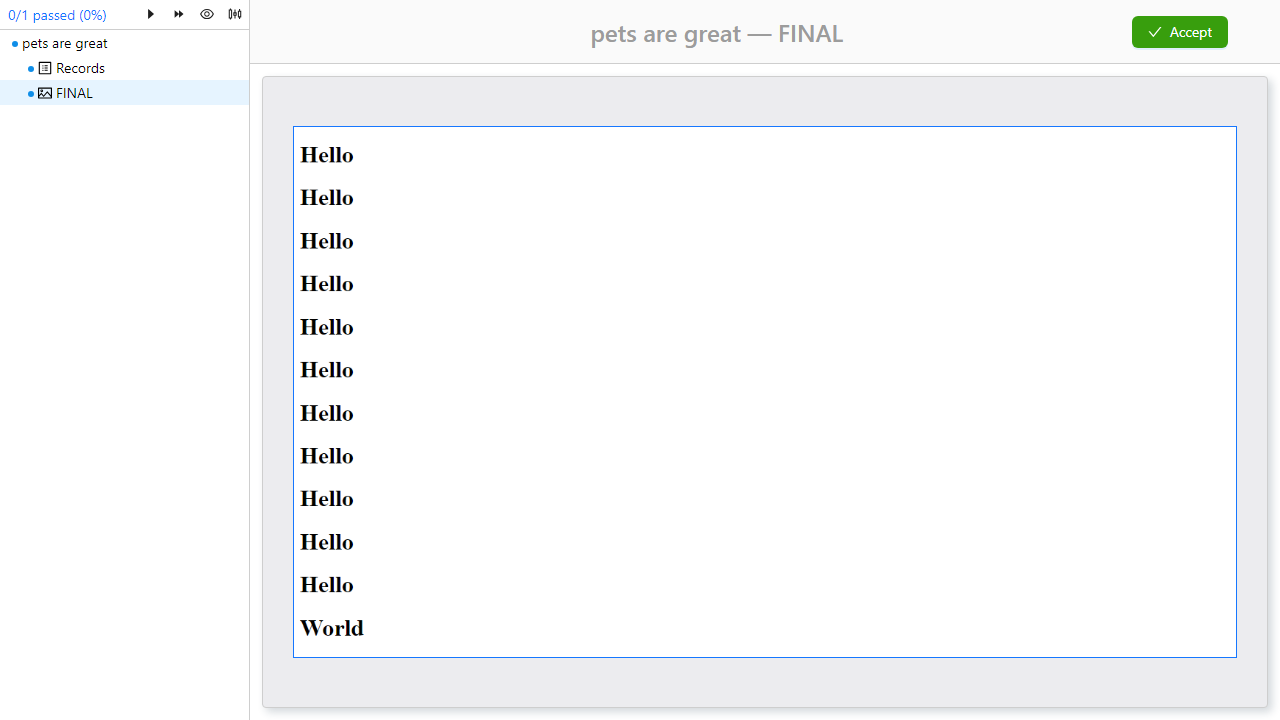 0/1 passed (0%)
pets are great
Records
FINAL
pets are great — FINAL
Accept
Hello
Hello
Hello
Hello
Hello
Hello
Hello
Hello
Hello
Hello
Hello
World